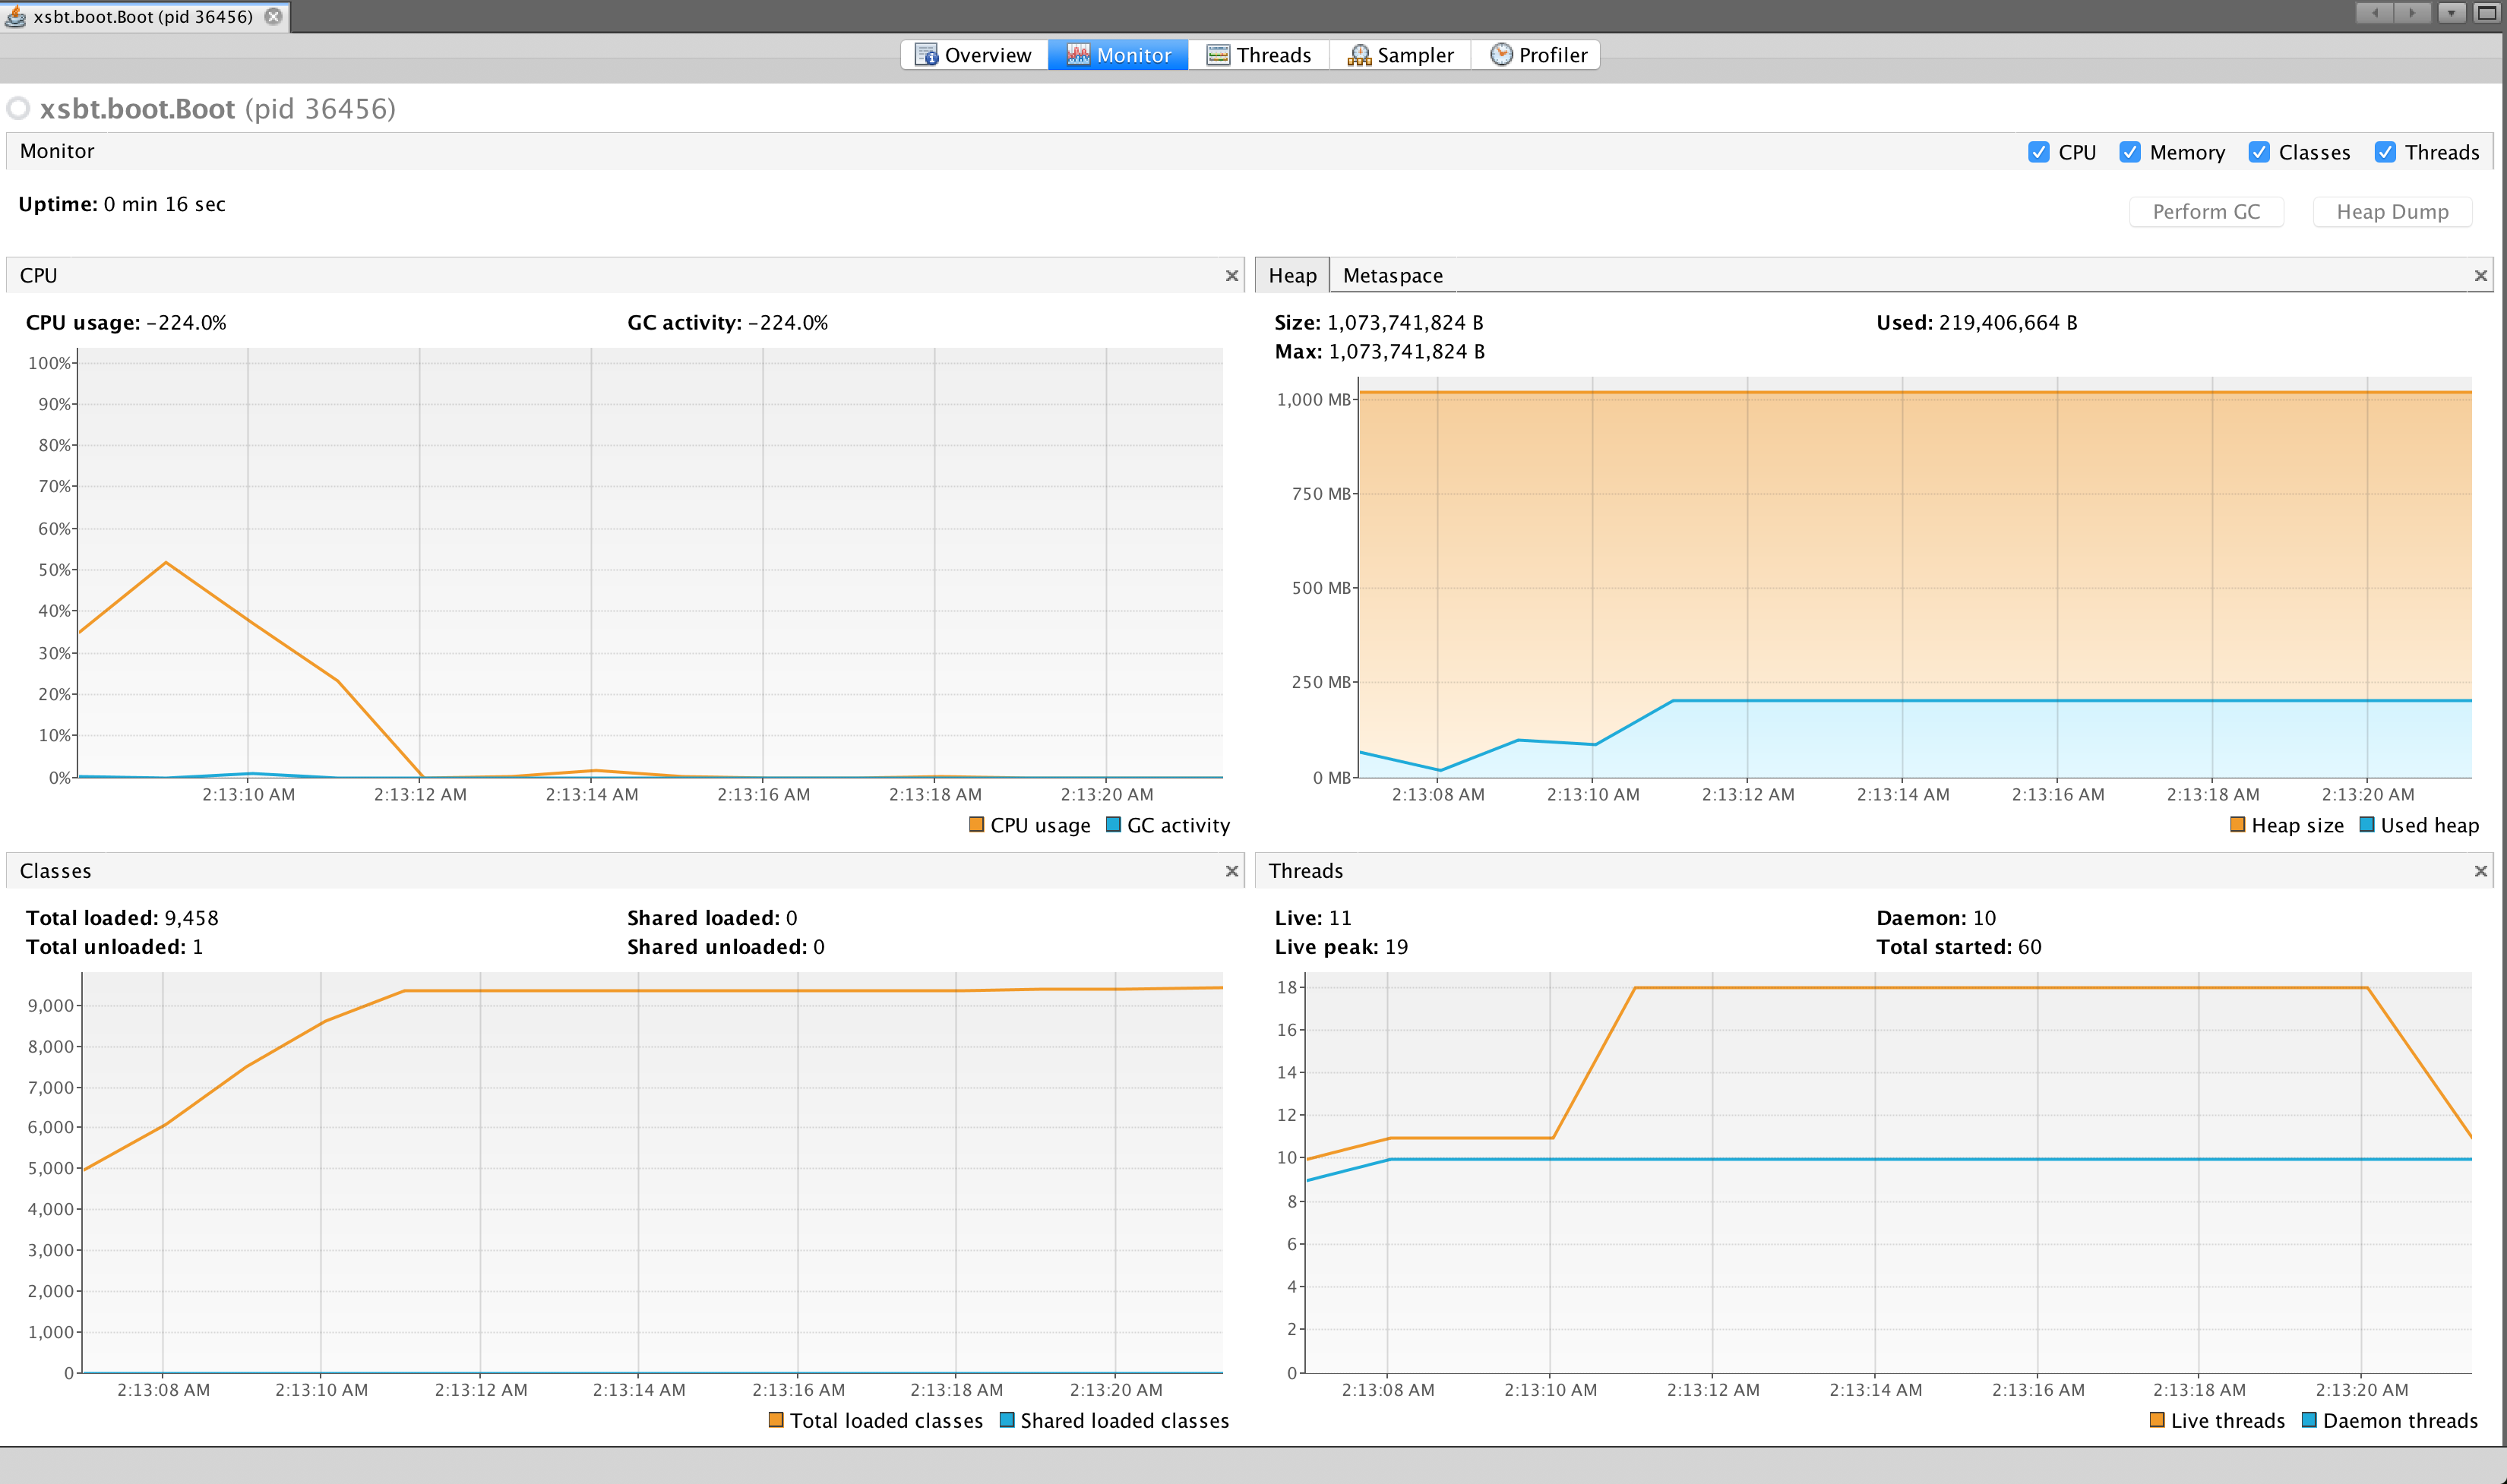 xsbt.boot.Boot (pid 36456)
Overview Monitor Threads Sampler Profiler
xsbt.boot.Boot (pid 36456)
Monitor CPU Memory Classes Threads
Uptime: 0 min 16 sec
Perform GC Heap Dump
CPU
CPU usage: -224.0% GC activity: -224.0%
100%
90%
80%
70%
60%
50%
40%
30%
20%
10%
0%
2:13:10 AM 2:13:12 AM 2:13:14 AM 2:13:16 AM 2:13:18 AM 2:13:20 AM
CPU usage GC activity
Heap Metaspace
Size: 1,073,741,824 B Used: 219,406,664 B
Max: 1,073,741,824 B
1,000 MB
750 MB
500 MB
250 MB
0 MB
2:13:08 AM 2:13:10 AM 2:13:12 AM 2:13:14 AM 2:13:16 AM 2:13:18 AM 2:13:20 AM
Heap size Used heap
Classes
Total loaded: 9,458 Shared loaded: 0
Total unloaded: 1 Shared unloaded: 0
9,000
8,000
7,000
6,000
5,000
4,000
3,000
2,000
1,000
0
2:13:08 AM 2:13:10 AM 2:13:12 AM 2:13:14 AM 2:13:16 AM 2:13:18 AM 2:13:20 AM
Total loaded classes Shared loaded classes
Threads
Live: 11 Daemon: 10
Live peak: 19 Total started: 60
18
16
14
12
10
8
6
4
2
0
2:13:08 AM 2:13:10 AM 2:13:12 AM 2:13:14 AM 2:13:16 AM 2:13:18 AM 2:13:20 AM
Live threads Daemon threads